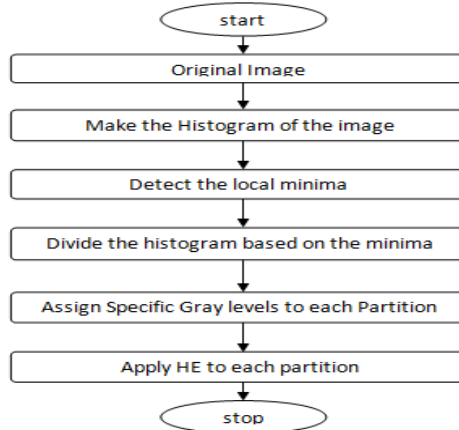 start
Original Image
Make the Histogram of the image
Detect the local minima
Divide the histogram based on the minima
Assign Specific Gray levels to each Partition
Apply HE to each partition
stop